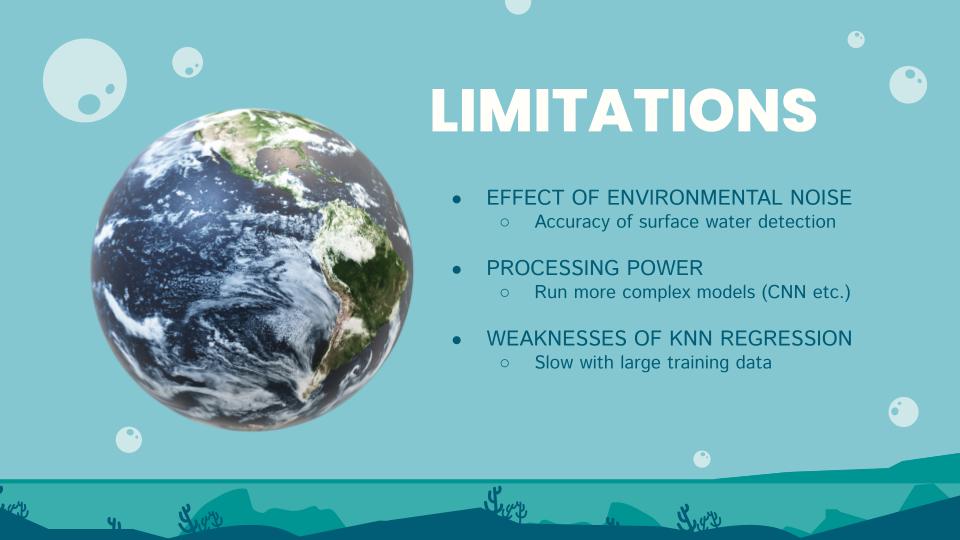 LIMITATIONS
● EFFECT OF ENVIRONMENTAL NOISE
○ Accuracy of surface water detection
● PROCESSING POWER
○ Run more complex models (CNN etc.)
● WEAKNESSES OF KNN REGRESSION
○ Slow with large training data